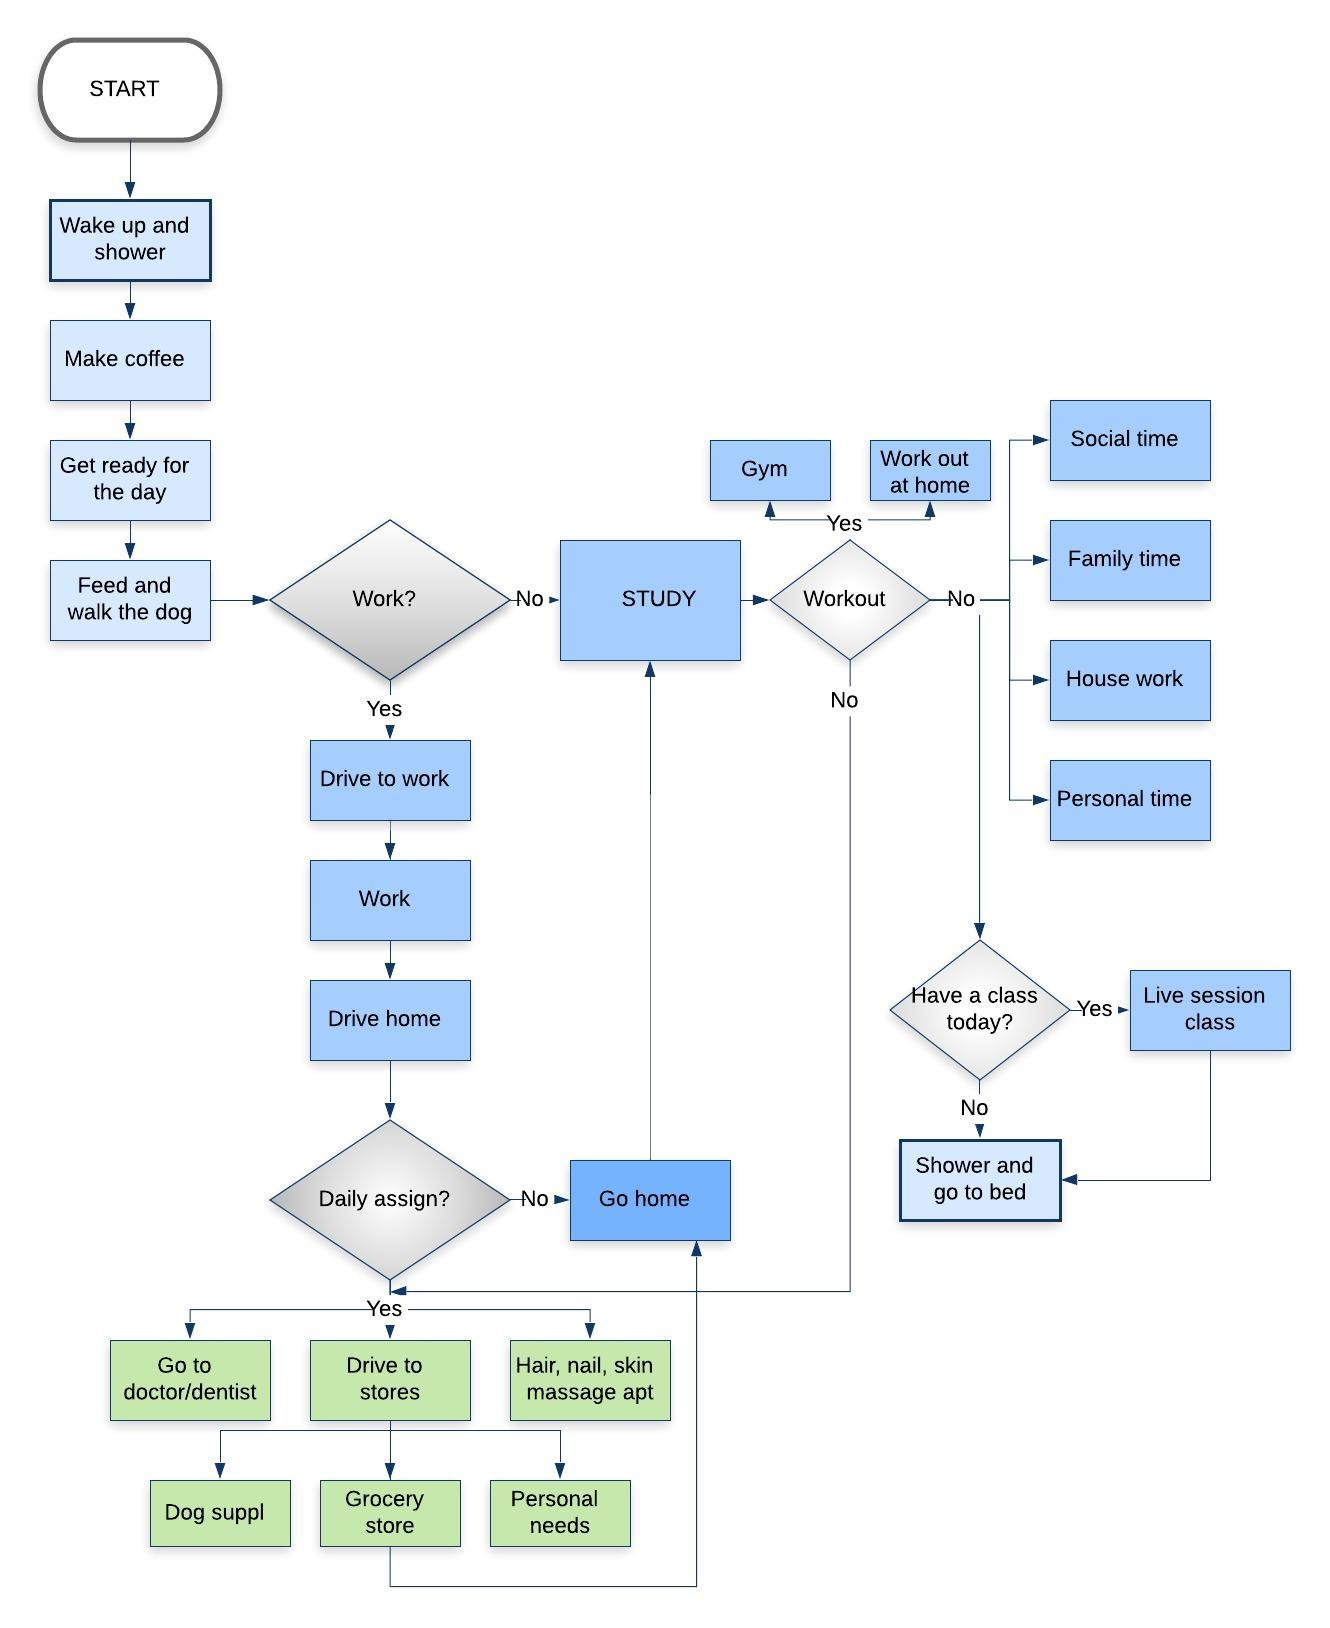 START
Wake up and
shower
Make coffee
Get ready for
the day
Feed and
walk the dog
Work?
No
STUDY
Workout
Yes
Gym
Work out
at home
No
Social time
Family time
House work
Personal time
No
Yes
Drive to work
Work
Drive home
Daily assign?
No
Go home
Have a class
today?
Yes
Live session
class
No
Shower and
go to bed
Yes
Go to
doctor/dentist
Drive to
stores
Hair, nail, skin
massage apt
Dog suppl
Grocery
store
Personal
needs